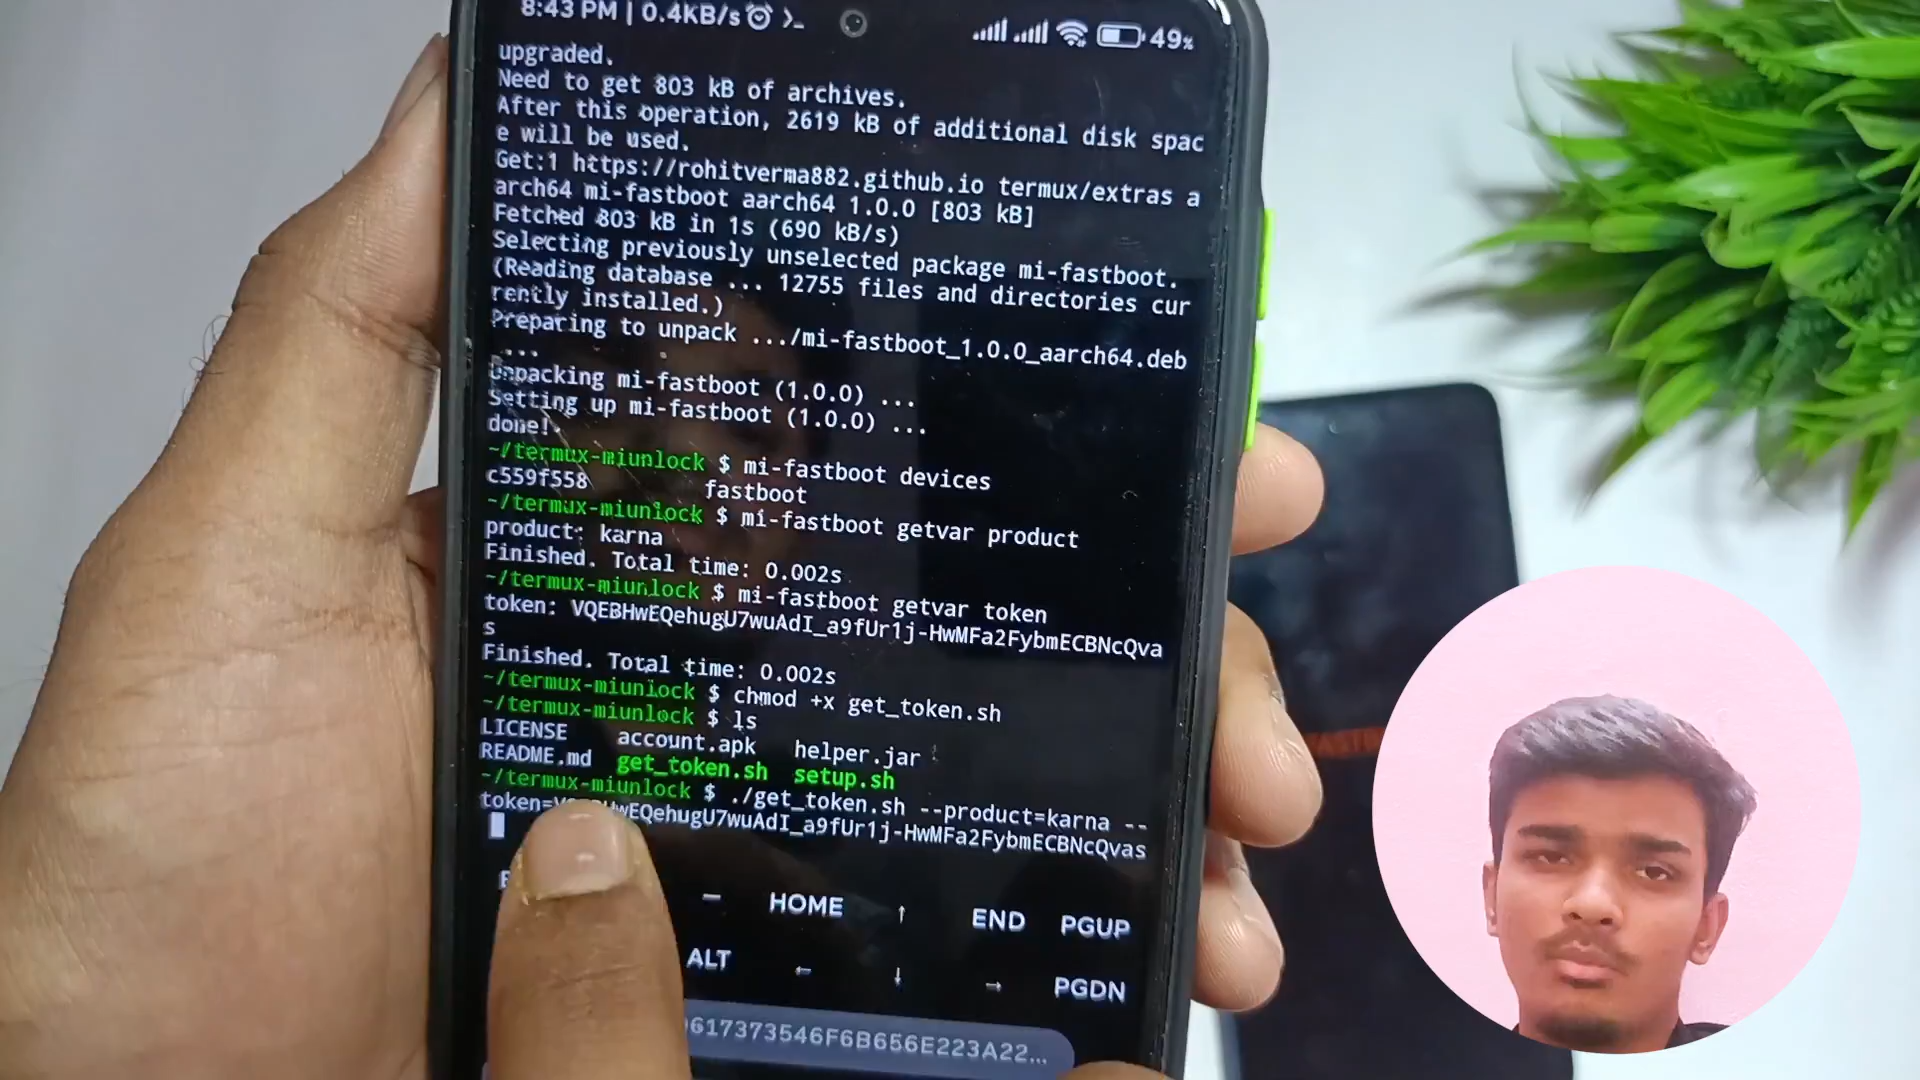 8:43 PM | 0.4KB/s
49%
upgraded.
Need to get 803 kB of archives.
After this operation, 2619 kB of additional disk spac
e will be used.
Get:1 https://rohitverma882.github.io termux/extras a
arch64 mi-fastboot aarch64 1.0.0 [803 kB]
Fetched 803 kB in 1s (690 kB/s)
Selecting previously unselected package mi-fastboot.
(Reading database ... 12755 files and directories cur
rently installed.)
Preparing to unpack .../mi-fastboot_1.0.0_aarch64.deb
...
Unpacking mi-fastboot (1.0.0) ...
Setting up mi-fastboot (1.0.0) ...
done!
~/termux-miunlock $ mi-fastboot devices
c559f558 fastboot
~/termux-miunlock $ mi-fastboot getvar product
product: karna
Finished. Total time: 0.002s
~/termux-miunlock $ mi-fastboot getvar token
token: VQEBHwEQehugU7wuAdI_a9fUr1j-HwMFa2FybmECBNcQva
s
Finished. Total time: 0.002s
~/termux-miunlock $ chmod +x get_token.sh
~/termux-miunlock $ ls
LICENSE account.apk helper.jar
README.md get_token.sh setup.sh
~/termux-miunlock $ ./get_token.sh --product=karna --
token=VQEBHwEQehugU7wuAdI_a9fUr1j-HwMFa2FybmECBNcQvas
HOME ↑ END PGUP
ALT ← ↓ → PGDN
617373546F6B656E223A22...